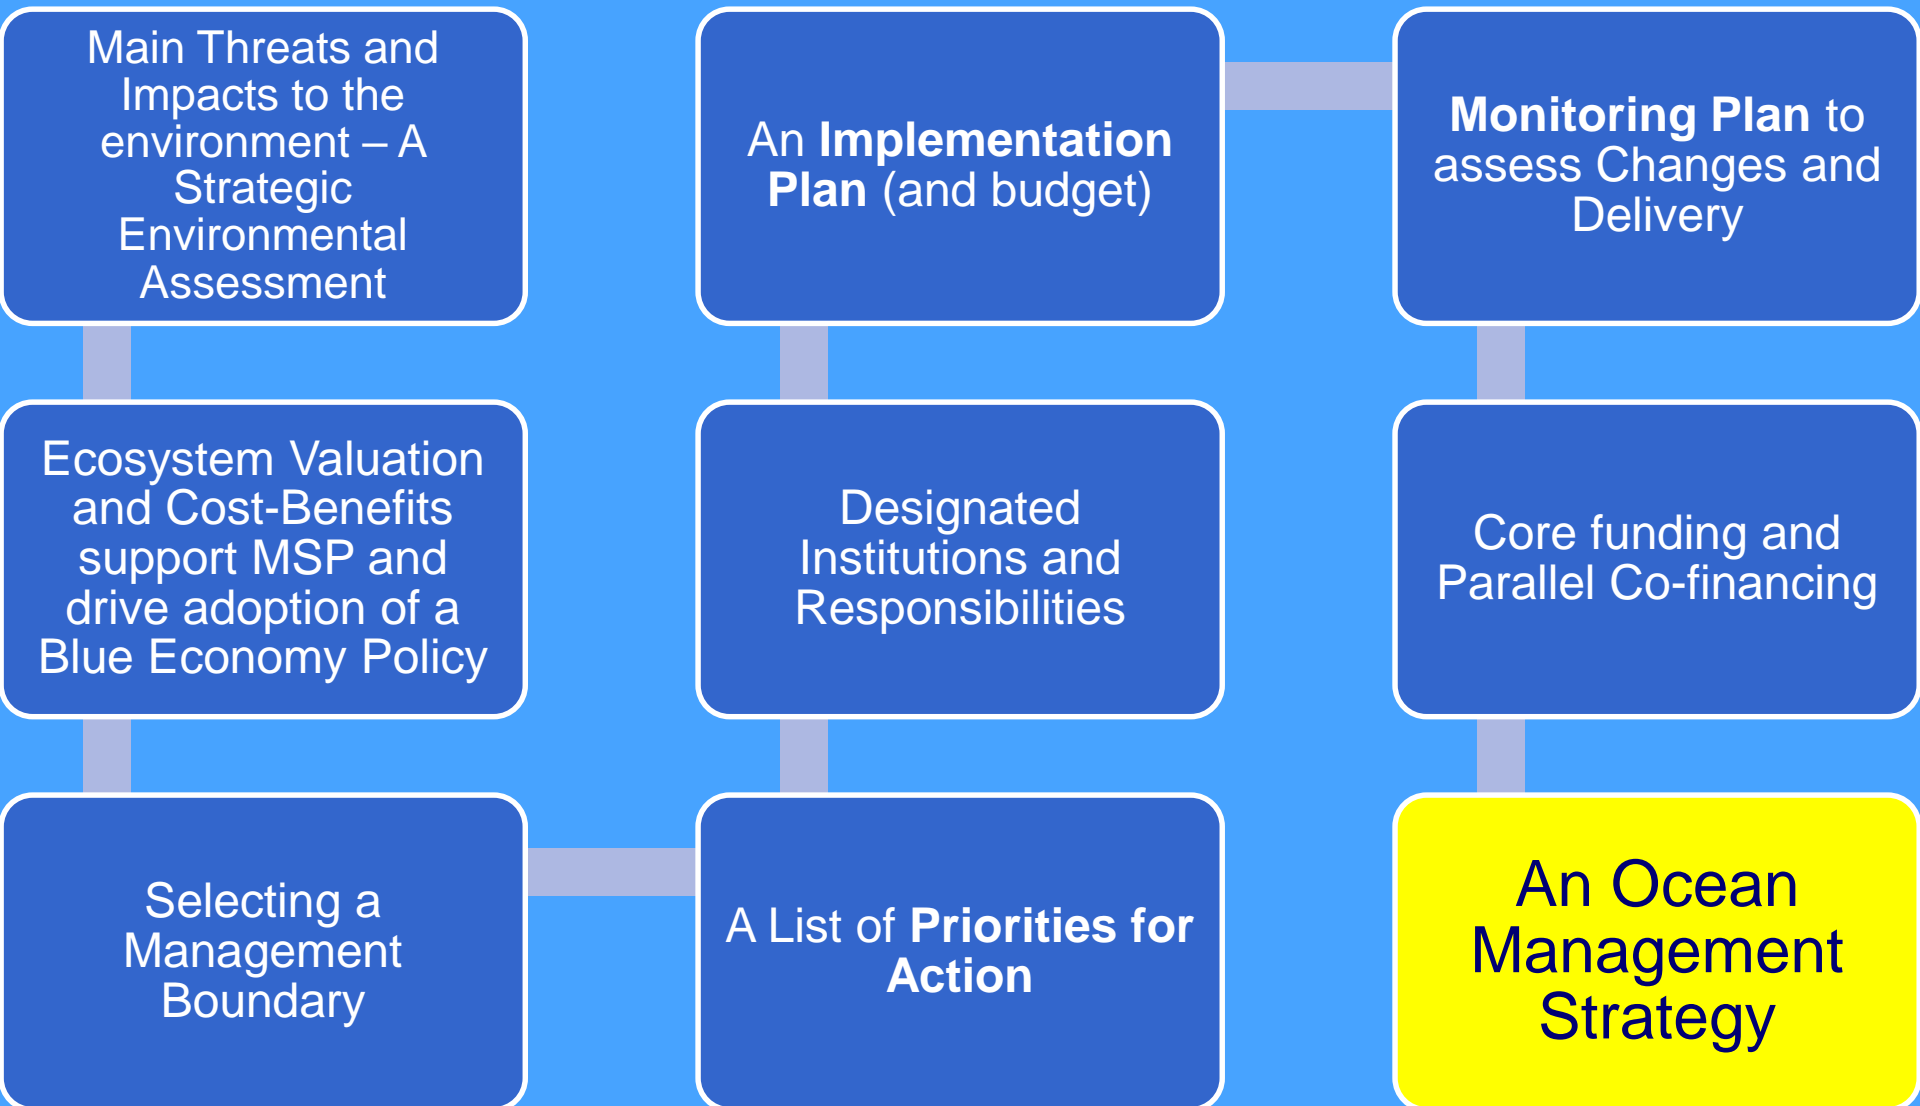 Main Threats and
Impacts to the
environment – A
Strategic
Environmental
Assessment
Ecosystem Valuation
and Cost-Benefits
support MSP and
drive adoption of a
Blue Economy Policy
Selecting a
Management
Boundary
A List of Priorities for
Action
Designated
Institutions and
Responsibilities
An Implementation
Plan (and budget)
Monitoring Plan to
assess Changes and
Delivery
Core funding and
Parallel Co-financing
An Ocean
Management
Strategy